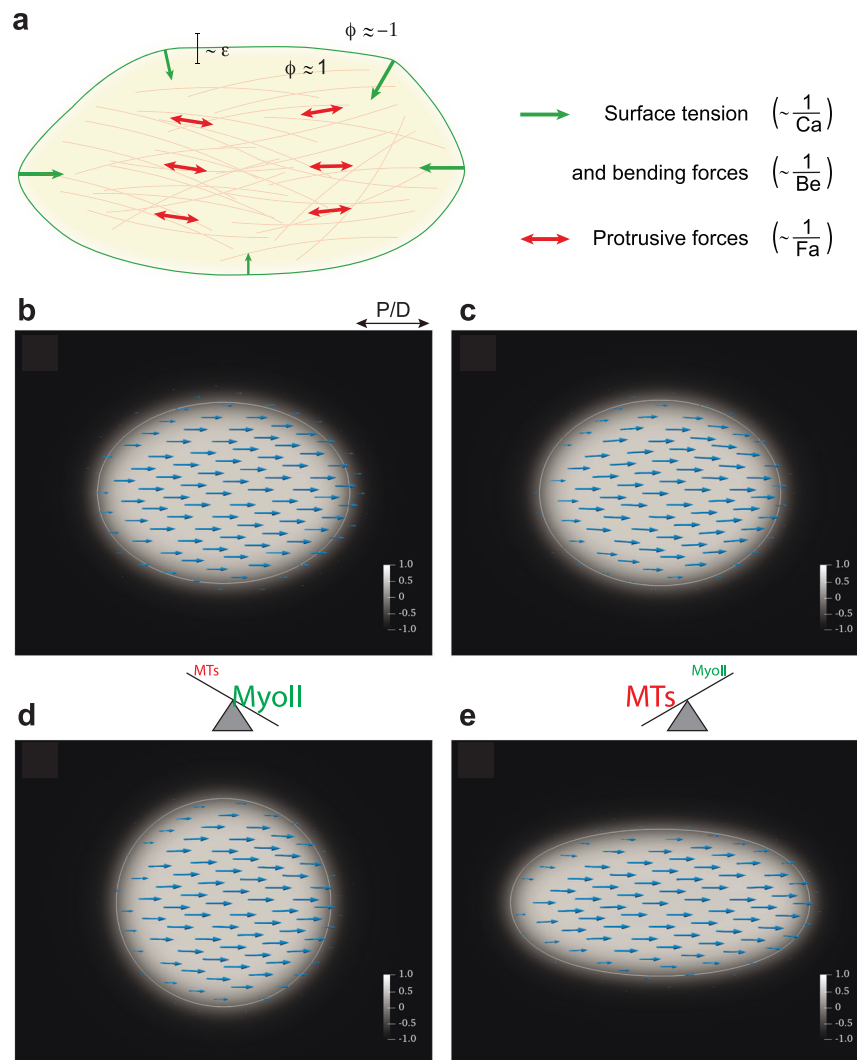 a
ϕ ≈ −1
~ ε
ϕ ≈ 1
Surface tension (~ 1/Ca)
and bending forces (~ 1/Be)
Protrusive forces (~ 1/Fa)
b
P/D
c
1.0
0.5
0
-0.5
-1.0
1.0
0.5
0
-0.5
-1.0
MTs
MyoII
MyoII
MTs
d
e
1.0
0.5
0
-0.5
-1.0
1.0
0.5
0
-0.5
-1.0